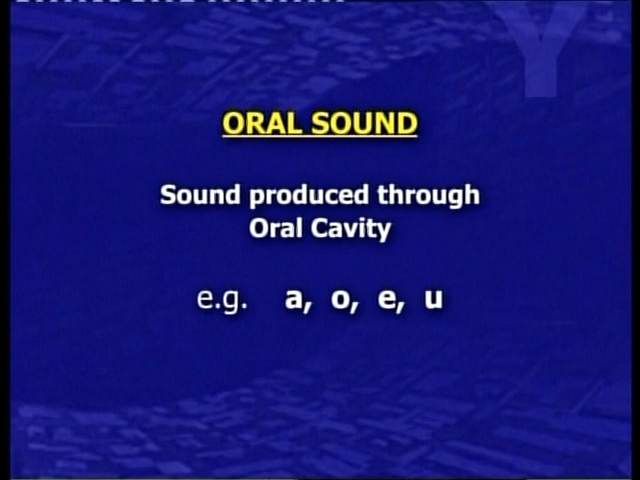 Y
ORAL SOUND
Sound produced through
Oral Cavity
e.g. a, o, e, u